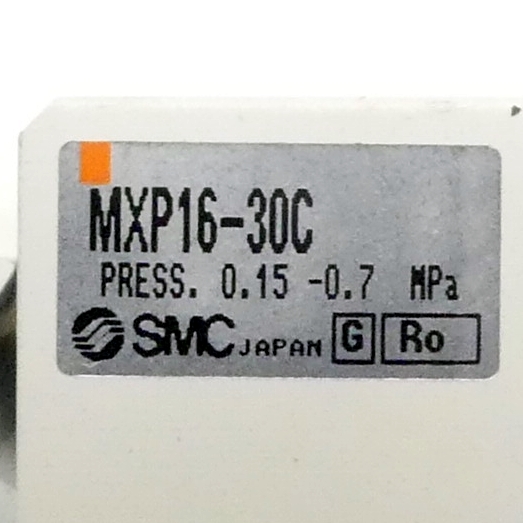 MXP16-30C
PRESS. 0.15 -0.7 MPa
SMC JAPAN G Ro